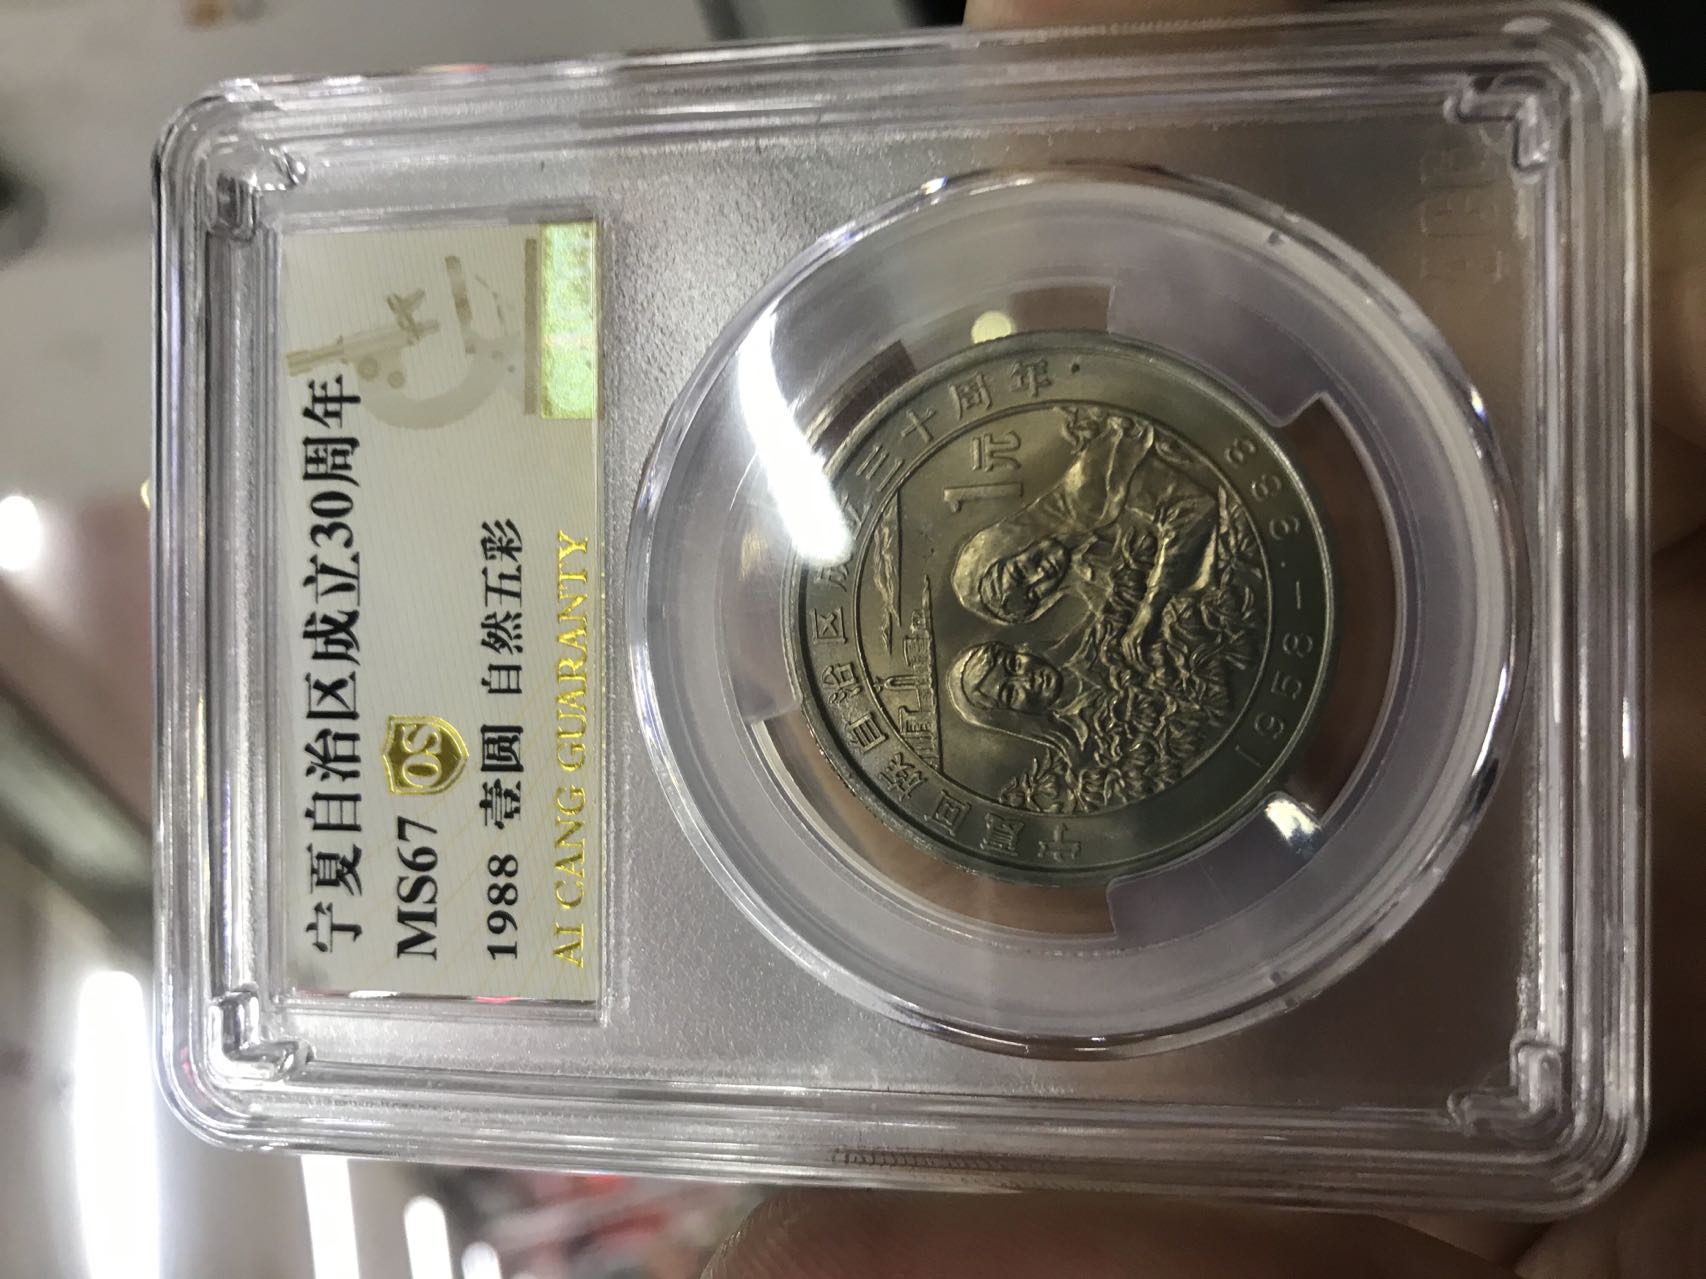 宁夏自治区成立30周年
MS67 OS
1988 壹圆 自然五彩
AI CANG GUARANTY
宁夏回族自治区成立三十周年
1元
1958-1988